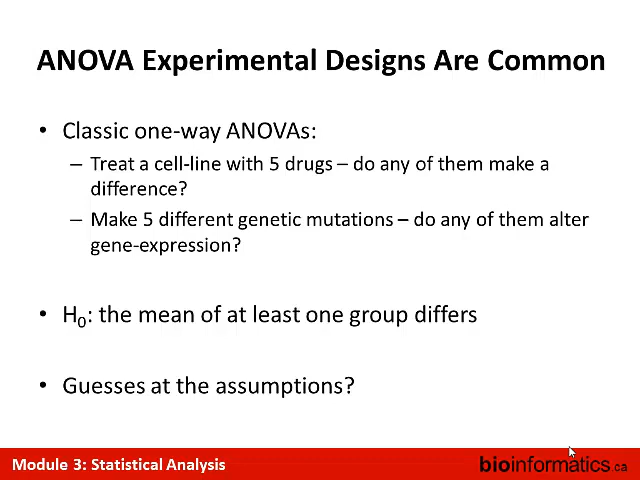 ANOVA Experimental Designs Are Common
• Classic one-way ANOVAs:
– Treat a cell-line with 5 drugs – do any of them make a
difference?
– Make 5 different genetic mutations – do any of them alter
gene-expression?
• H₀: the mean of at least one group differs
• Guesses at the assumptions?
Module 3: Statistical Analysis
bioinformatics.ca